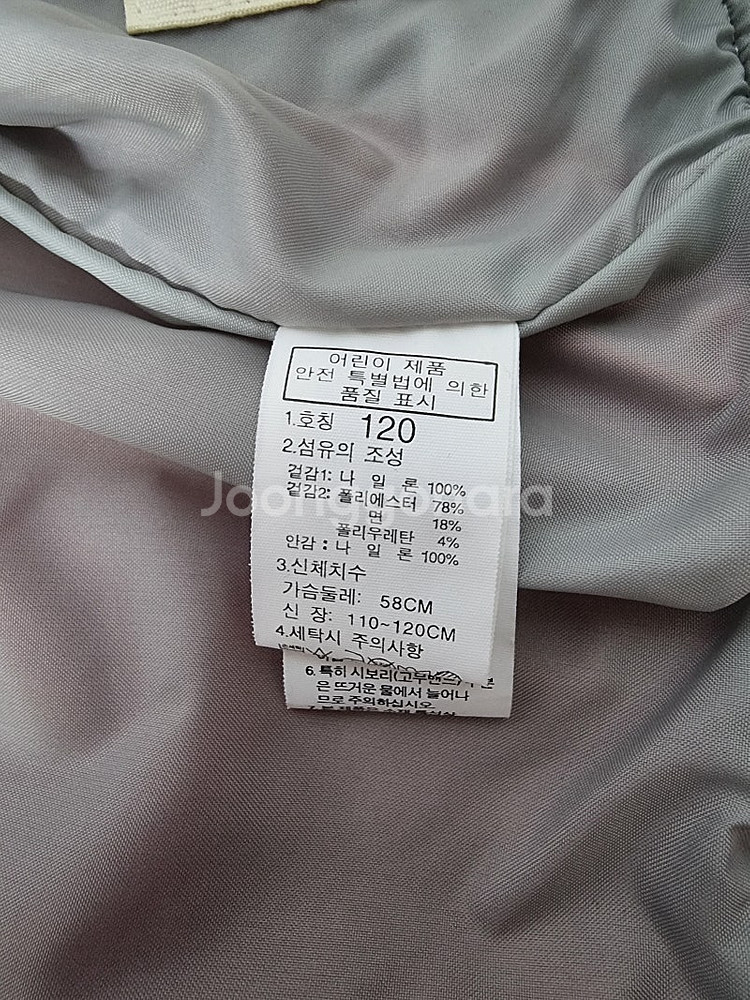 어린이 제품
안전 특별법에 의한
품질 표시
1.호칭 120
2.섬유의 조성
겉감1: 나 일 론 100%
겉감2: 폴리에스터 78%
면 18%
폴리우레탄 4%
안감 : 나 일 론 100%
3.신체치수
가슴둘레: 58CM
신 장: 110~120CM
4.세탁시 주의사항
6.특히 시보리(고무밴드)
은 뜨거운 물에서 늘어나
므로 주의하십시오
Joonggonara